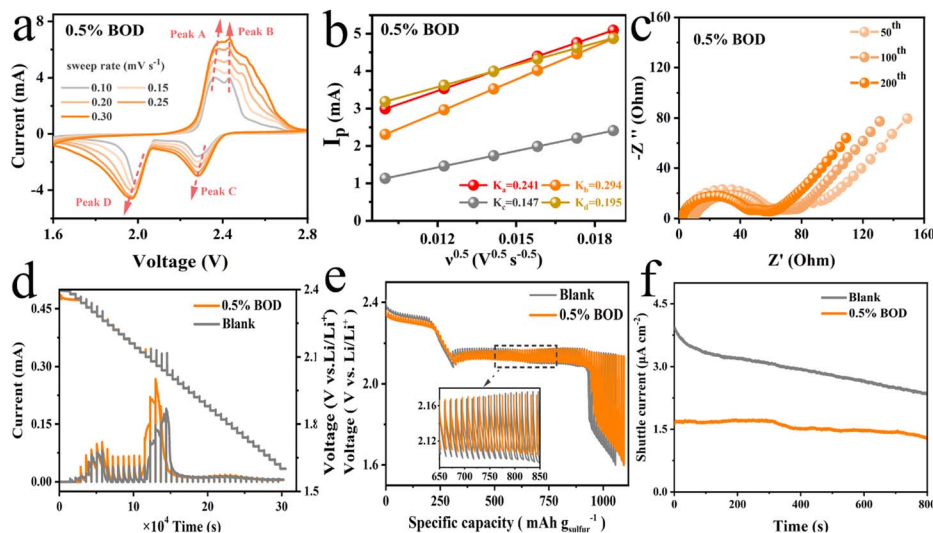 a
0.5% BOD
Peak A
Peak B
sweep rate (mV s⁻¹)
0.10 0.15
0.20 0.25
0.30
Peak D
Peak C
Current (mA)
8
4
0
-4
1.6 2.0 2.4 2.8
Voltage (V)
b
0.5% BOD
Ip (mA)
6
5
4
3
2
1
0
Ka=0.241 Kb=0.294
Kc=0.147 Kd=0.195
0.012 0.015 0.018
ν^0.5 (V^0.5 s^-0.5)
c
0.5% BOD
50th
100th
200th
-Z'' (Ohm)
160
120
80
40
0
0 40 80 120 160
Z' (Ohm)
d
0.5% BOD
Blank
Current (mA)
0.45
0.30
0.15
0.00
2.4
2.1
1.8
1.5
Voltage (V vs.Li/Li⁺)
0 10 20 30
×10⁴ Time (s)
e
Blank
0.5% BOD
Voltage ( V vs. Li/Li⁺)
2.4
2.0
1.6
2.16
2.13
650 700 750 800 850
0 500 1000
Specific capacity ( mAh gsulfur⁻¹)
f
Blank
0.5% BOD
Shuttle current (μA cm⁻²)
4.5
3.0
1.5
0.0
0 200 400 600 800
Time (s)